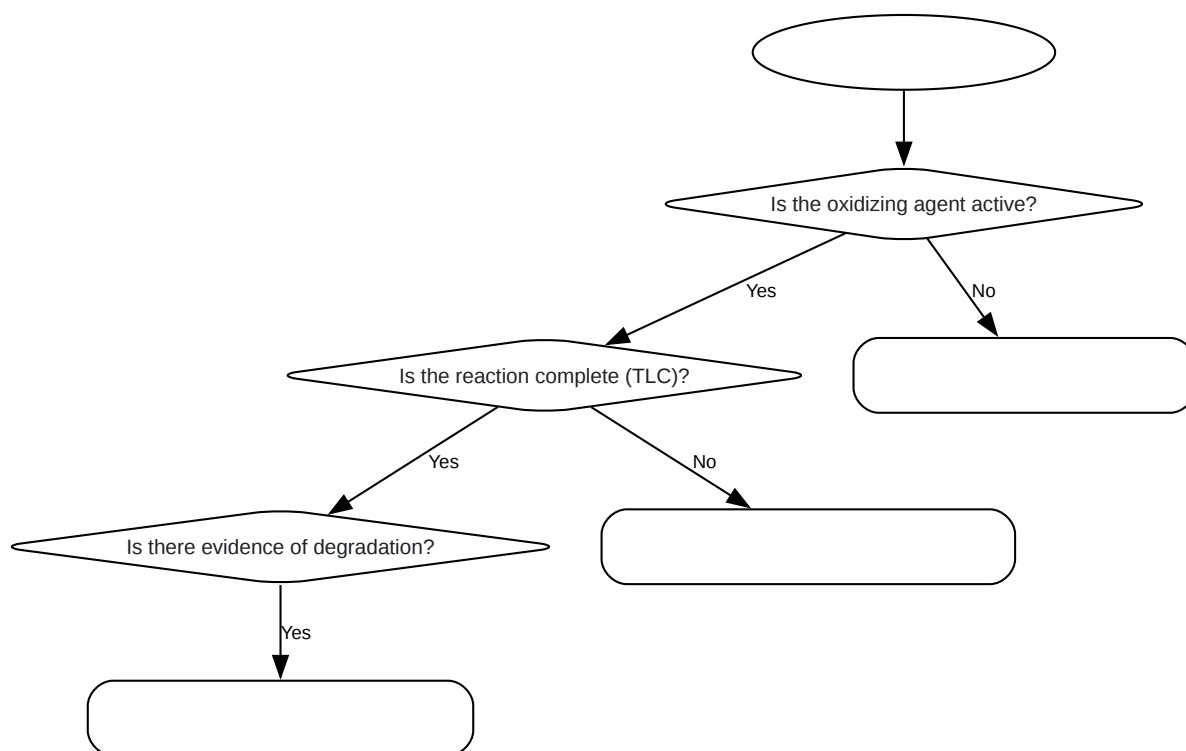 Is the oxidizing agent active?
Yes
No
Is the reaction complete (TLC)?
Yes
No
Is there evidence of degradation?
Yes